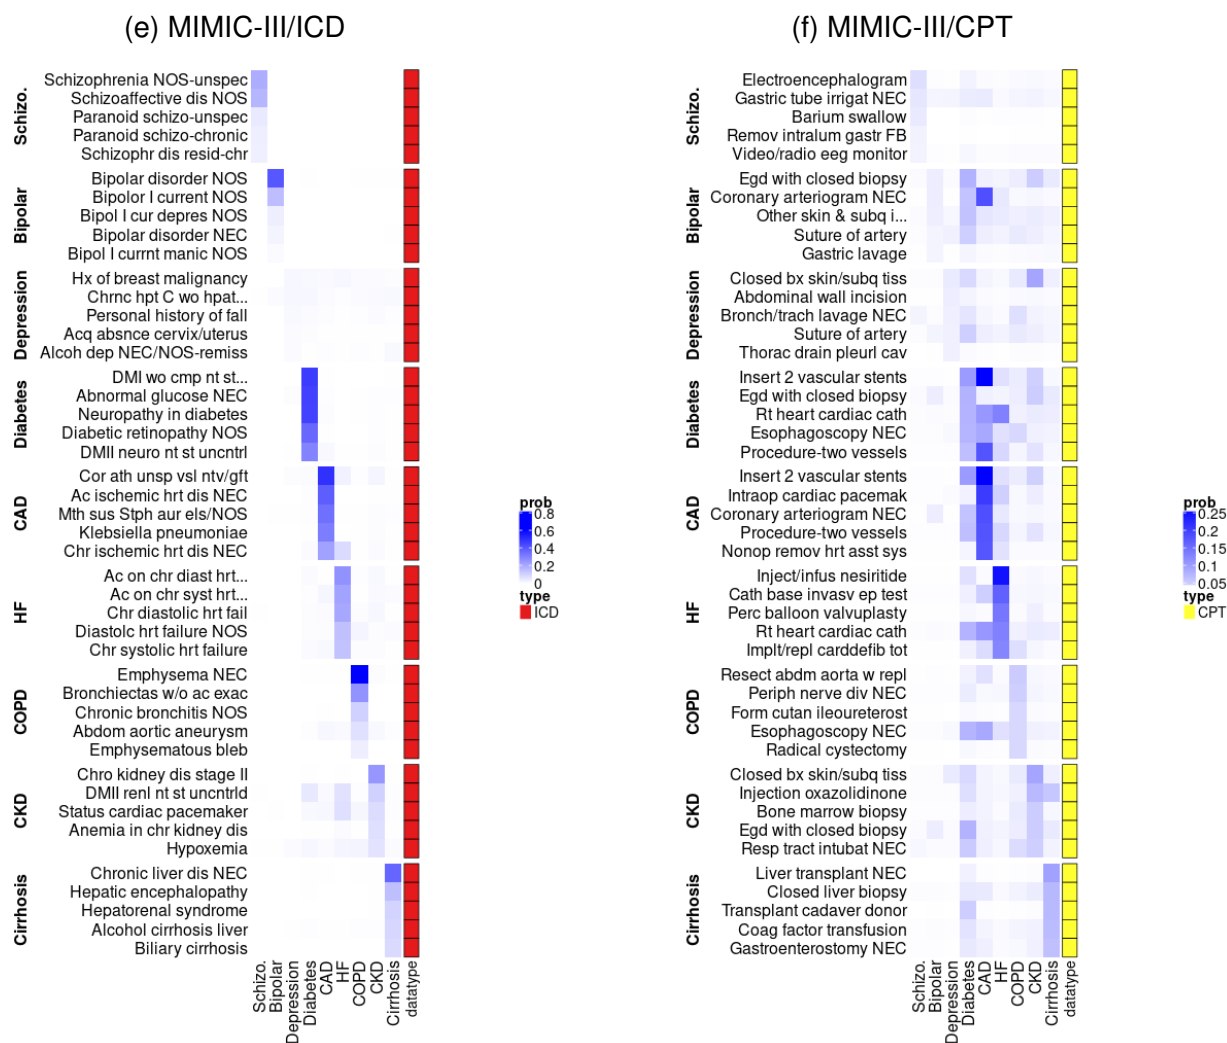 (e) MIMIC-III/ICD
Schizo.
Schizophrenia NOS-unspec
Schizoaffective dis NOS
Paranoid schizo-unspec
Paranoid schizo-chronic
Schizophr dis resid-chr
Bipolar
Bipolar disorder NOS
Bipolor I current NOS
Bipol I cur depres NOS
Bipolar disorder NEC
Bipol I currnt manic NOS
Depression
Hx of breast malignancy
Chrnc hpt C wo hpat...
Personal history of fall
Acq absnce cervix/uterus
Alcoh dep NEC/NOS-remiss
Diabetes
DMI wo cmp nt st...
Abnormal glucose NEC
Neuropathy in diabetes
Diabetic retinopathy NOS
DMII neuro nt st uncntrl
CAD
Cor ath unsp vsl ntv/gft
Ac ischemic hrt dis NEC
Mth sus Stph aur els/NOS
Klebsiella pneumoniae
Chr ischemic hrt dis NEC
HF
Ac on chr diast hrt...
Ac on chr syst hrt...
Chr diastolic hrt fail
Diastolc hrt failure NOS
Chr systolic hrt failure
COPD
Emphysema NEC
Bronchiectas w/o ac exac
Chronic bronchitis NOS
Abdom aortic aneurysm
Emphysematous bleb
CKD
Chro kidney dis stage II
DMII renl nt st uncntrld
Status cardiac pacemaker
Anemia in chr kidney dis
Hypoxemia
Cirrhosis
Chronic liver dis NEC
Hepatic encephalopathy
Hepatorenal syndrome
Alcohol cirrhosis liver
Biliary cirrhosis
Schizo.
Bipolar
Depression
Diabetes
CAD
HF
COPD
CKD
Cirrhosis
datatype
prob
0.8
0.6
0.4
0.2
0
type
ICD
(f) MIMIC-III/CPT
Schizo.
Electroencephalogram
Gastric tube irrigat NEC
Barium swallow
Remov intralum gastr FB
Video/radio eeg monitor
Bipolar
Egd with closed biopsy
Coronary arteriogram NEC
Other skin & subq i...
Suture of artery
Gastric lavage
Depression
Closed bx skin/subq tiss
Abdominal wall incision
Bronch/trach lavage NEC
Suture of artery
Thorac drain pleurl cav
Diabetes
Insert 2 vascular stents
Egd with closed biopsy
Rt heart cardiac cath
Esophagoscopy NEC
Procedure-two vessels
CAD
Insert 2 vascular stents
Intraop cardiac pacemak
Coronary arteriogram NEC
Procedure-two vessels
Nonop remov hrt asst sys
HF
Inject/infus nesiritide
Cath base invasv ep test
Perc balloon valvuplasty
Rt heart cardiac cath
Implt/repl carddefib tot
COPD
Resect abdm aorta w repl
Periph nerve div NEC
Form cutan ileoureterost
Esophagoscopy NEC
Radical cystectomy
CKD
Closed bx skin/subq tiss
Injection oxazolidinone
Bone marrow biopsy
Egd with closed biopsy
Resp tract intubat NEC
Cirrhosis
Liver transplant NEC
Closed liver biopsy
Transplant cadaver donor
Coag factor transfusion
Gastroenterostomy NEC
Schizo.
Bipolar
Depression
Diabetes
CAD
HF
COPD
CKD
Cirrhosis
datatype
prob
0.25
0.2
0.15
0.1
0.05
type
CPT